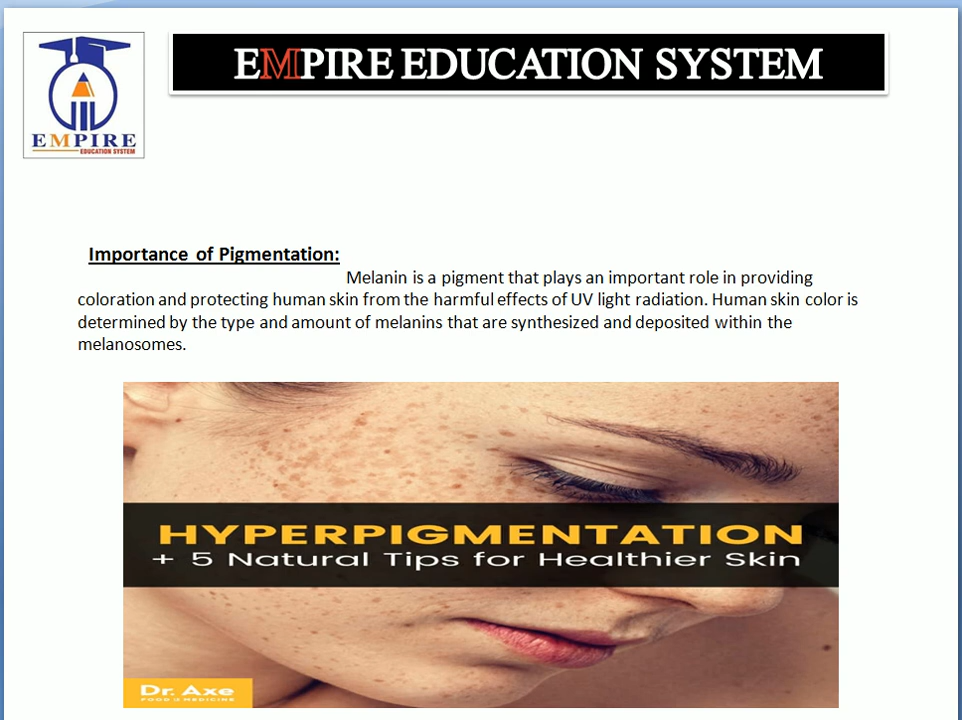 EMPIRE EDUCATION SYSTEM
EMPIRE
EDUCATION SYSTEM
Importance of Pigmentation:
Melanin is a pigment that plays an important role in providing
coloration and protecting human skin from the harmful effects of UV light radiation. Human skin color is
determined by the type and amount of melanins that are synthesized and deposited within the
melanosomes.
HYPERPIGMENTATION
+ 5 Natural Tips for Healthier Skin
Dr. Axe
FOOD IS MEDICINE